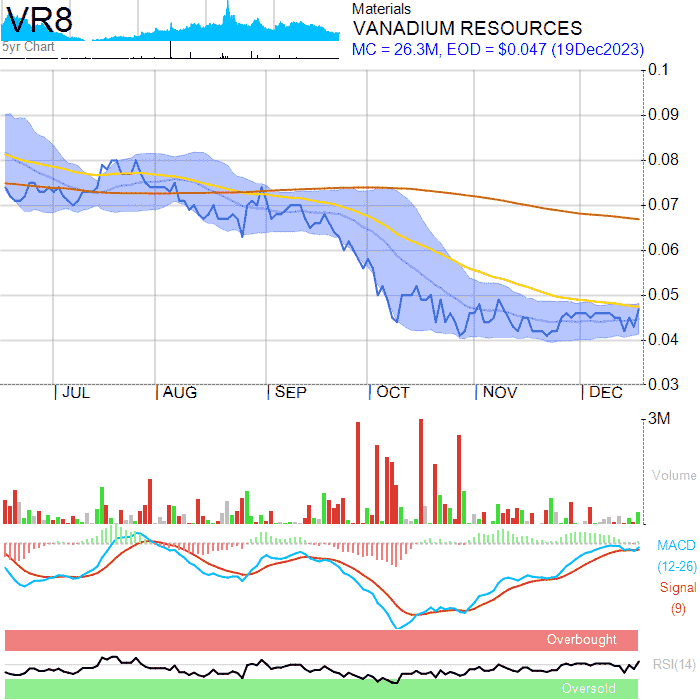 VR8
5yr Chart
Materials
VANADIUM RESOURCES
MC = 26.3M, EOD = $0.047 (19Dec2023)
0.1
0.09
0.08
0.07
0.06
0.05
0.04
0.03
JUL AUG SEP OCT NOV DEC
3M
Volume
MACD
(12-26)
Signal
(9)
Overbought
RSI(14)
Oversold